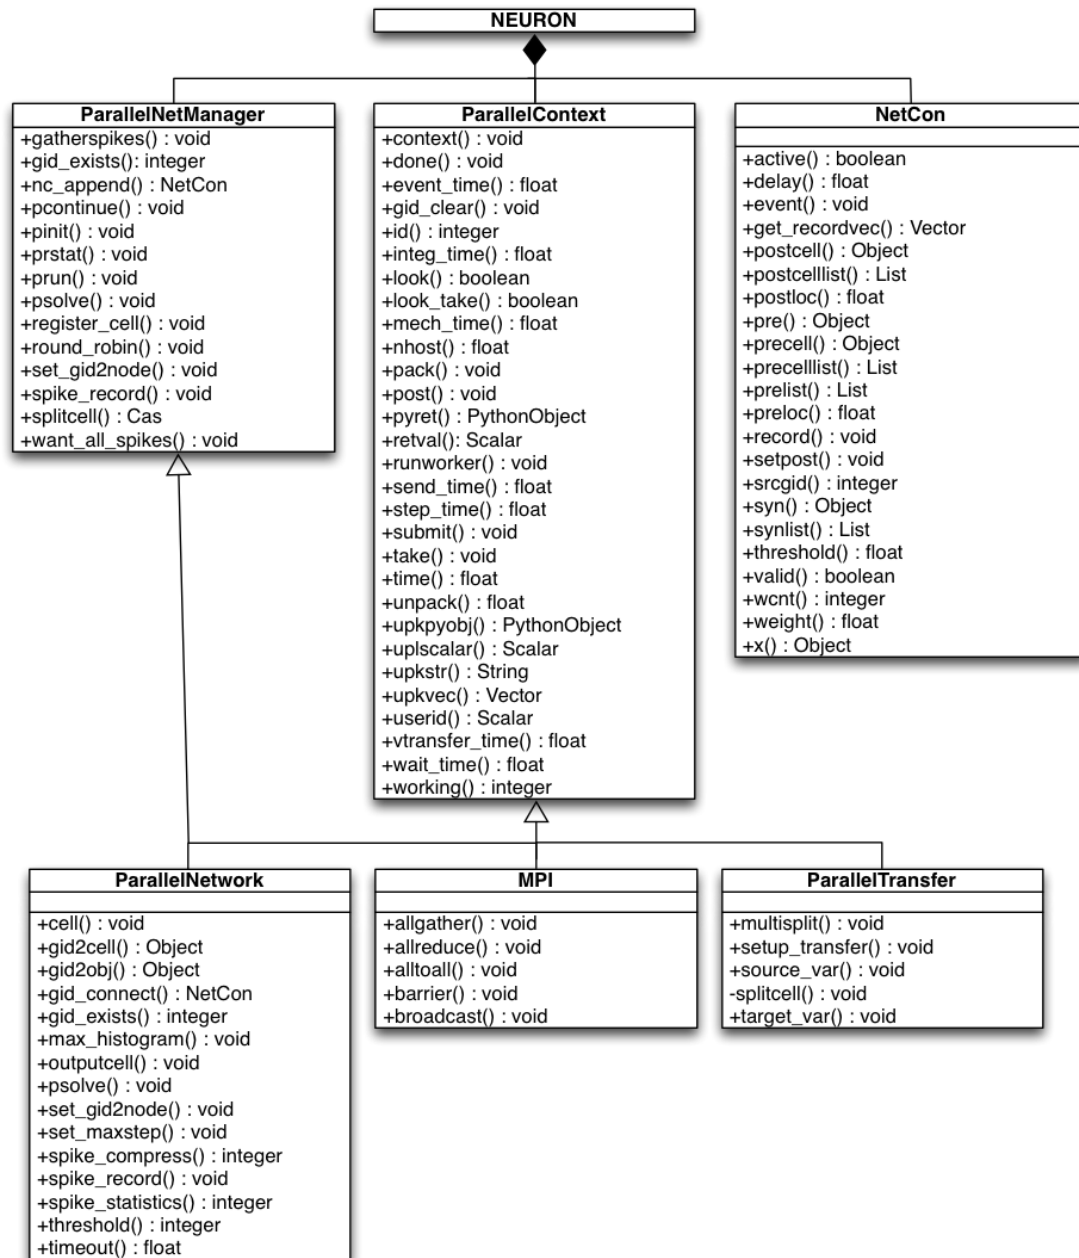 NEURON
ParallelNetManager
+gatherspikes() : void
+gid_exists(): integer
+nc_append() : NetCon
+pcontinue() : void
+pinit() : void
+prstat() : void
+prun() : void
+psolve() : void
+register_cell() : void
+round_robin() : void
+set_gid2node() : void
+spike_record() : void
+splitcell() : Cas
+want_all_spikes() : void
ParallelContext
+context() : void
+done() : void
+event_time() : float
+gid_clear() : void
+id() : integer
+integ_time() : float
+look() : boolean
+look_take() : boolean
+mech_time() : float
+nhost() : float
+pack() : void
+post() : void
+pyret() : PythonObject
+retval(): Scalar
+runworker() : void
+send_time() : float
+step_time() : float
+submit() : void
+take() : void
+time() : float
+unpack() : float
+upkpyobj() : PythonObject
+uplscalar() : Scalar
+upkstr() : String
+upkvec() : Vector
+userid() : Scalar
+vtransfer_time() : float
+wait_time() : float
+working() : integer
NetCon
+active() : boolean
+delay() : float
+event() : void
+get_recordvec() : Vector
+postcell() : Object
+postcelllist() : List
+postloc() : float
+pre() : Object
+precell() : Object
+precelllist() : List
+prelist() : List
+preloc() : float
+record() : void
+setpost() : void
+srcgid() : integer
+syn() : Object
+synlist() : List
+threshold() : float
+valid() : boolean
+wcnt() : integer
+weight() : float
+x() : Object
ParallelNetwork
+cell() : void
+gid2cell() : Object
+gid2obj() : Object
+gid_connect() : NetCon
+gid_exists() : integer
+max_histogram() : void
+outputcell() : void
+psolve() : void
+set_gid2node() : void
+set_maxstep() : void
+spike_compress() : integer
+spike_record() : void
+spike_statistics() : integer
+threshold() : integer
+timeout() : float
MPI
+allgather() : void
+allreduce() : void
+alltoall() : void
+barrier() : void
+broadcast() : void
ParallelTransfer
+multisplit() : void
+setup_transfer() : void
+source_var() : void
-splitcell() : void
+target_var() : void